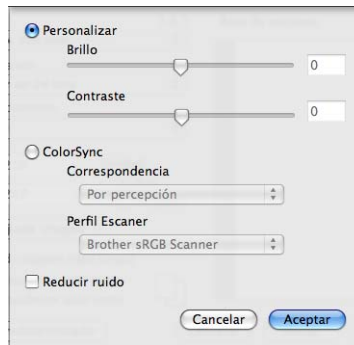 Personalizar
Brillo
0
Contraste
0
ColorSync
Correspondencia
Por percepción
Perfil Escaner
Brother sRGB Scanner
Reducir ruido
Cancelar Aceptar